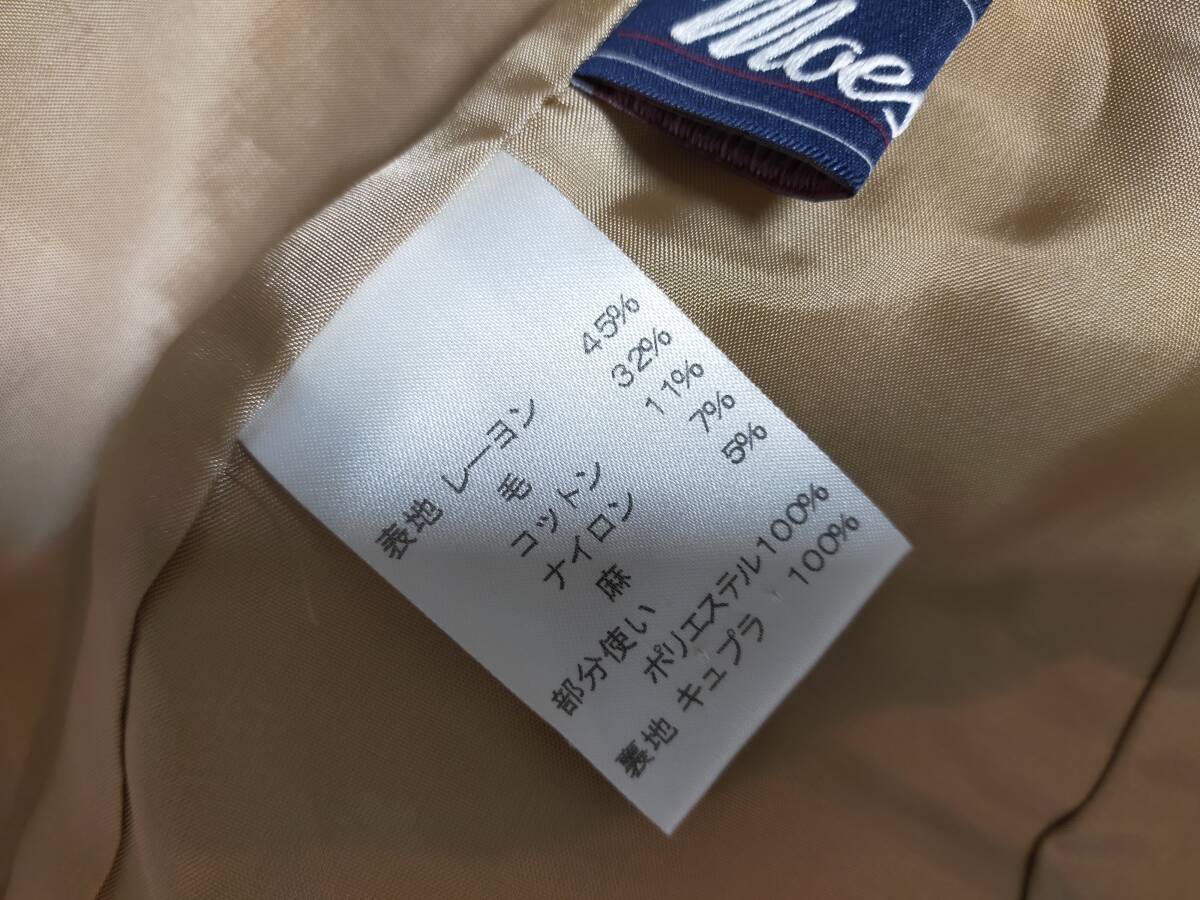 Moes
表地 レーヨン 45%
毛 32%
コットン 11%
ナイロン 7%
麻 5%
部分使い
ポリエステル100%
裏地 キュプラ 100%